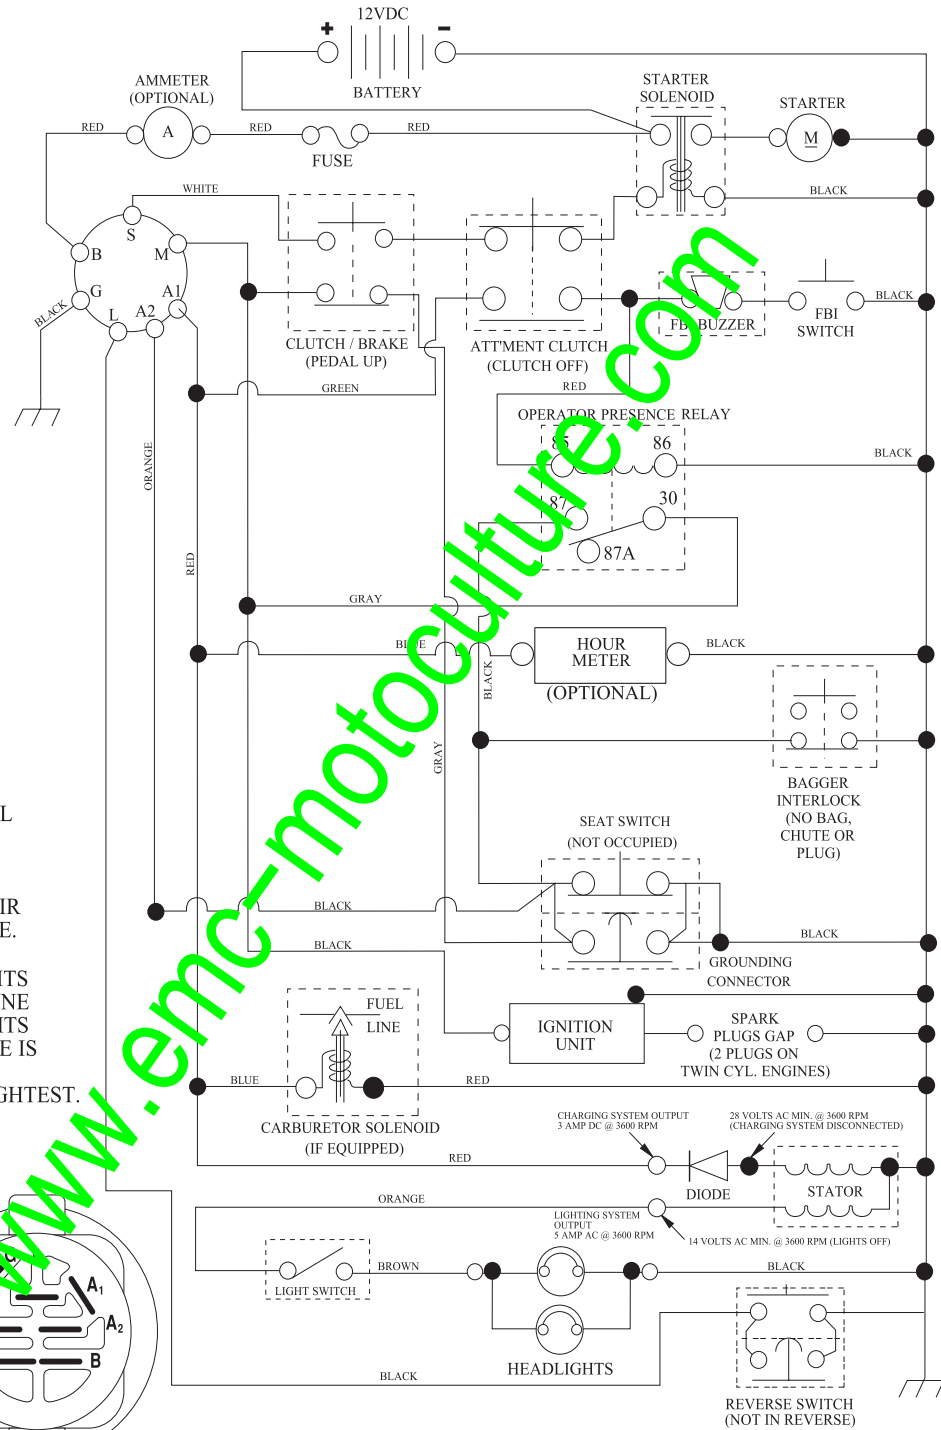 12VDC
+
-
BATTERY
AMMETER
(OPTIONAL)
A
RED
RED
FUSE
RED
STARTER
SOLENOID
STARTER
M
WHITE
BLACK
S
B
M
G
A1
L
A2
BLACK
CLUTCH / BRAKE
(PEDAL UP)
ATT'MENT CLUTCH
(CLUTCH OFF)
FBI BUZZER
FBI
SWITCH
BLACK
GREEN
RED
OPERATOR PRESENCE RELAY
85
86
BLACK
87
30
87A
ORANGE
RED
GRAY
BLUE
HOUR
METER
(OPTIONAL)
BLACK
BLACK
GRAY
BAGGER
INTERLOCK
(NO BAG,
CHUTE OR
PLUG)
SEAT SWITCH
(NOT OCCUPIED)
L
IR
E.
ITS
NE
ITS
E IS
GHTEST.
BLACK
BLACK
BLACK
GROUNDING
CONNECTOR
FUEL
LINE
IGNITION
UNIT
SPARK
PLUGS GAP
(2 PLUGS ON
TWIN CYL. ENGINES)
BLUE
RED
CARBURETOR SOLENOID
(IF EQUIPPED)
CHARGING SYSTEM OUTPUT
3 AMP DC @ 3600 RPM
28 VOLTS AC MIN. @ 3600 RPM
(CHARGING SYSTEM DISCONNECTED)
RED
DIODE
STATOR
ORANGE
LIGHTING SYSTEM
OUTPUT
5 AMP AC @ 3600 RPM
14 VOLTS AC MIN. @ 3600 RPM (LIGHTS OFF)
LIGHT SWITCH
BROWN
BLACK
HEADLIGHTS
BLACK
REVERSE SWITCH
(NOT IN REVERSE)
G
A1
A2
B
www.emc-motoculture.com